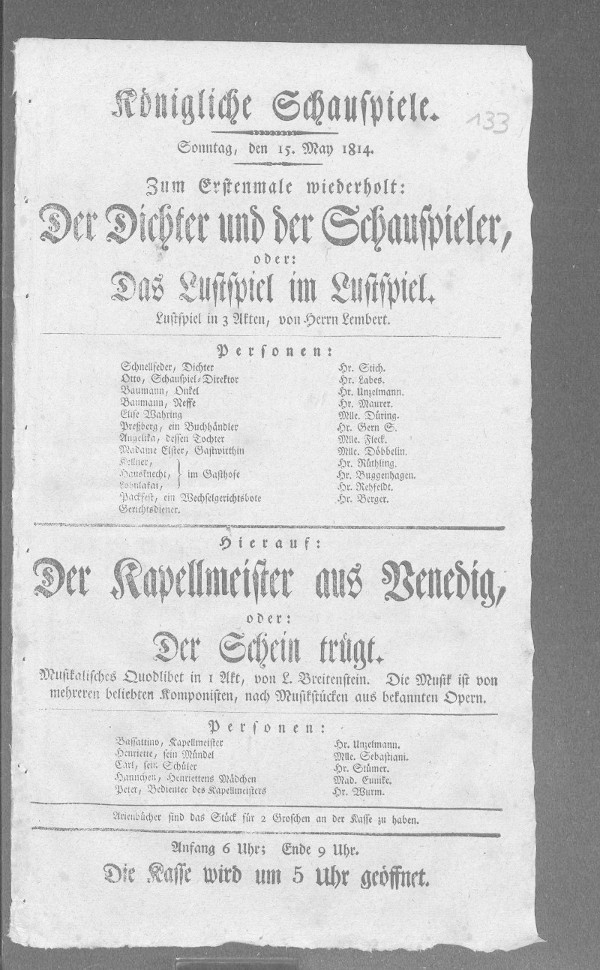 133
Königliche Schauspiele.
Sonntag, den 15. May 1814.
Zum Erstenmale wiederholt:
Der Dichter und der Schauspieler,
oder:
Das Lustspiel im Lustspiel.
Lustspiel in 3 Akten, von Herrn Lembert.
Personen:
Schnellfeder, Dichter Hr. Stich.
Otto, Schauspiel-Direktor Hr. Labes.
Baumann, Onkel Hr. Unzelmann.
Baumann, Neffe Hr. Maurer.
Elise Wahring Mlle. Düring.
Preßberg, ein Buchhändler Hr. Gern S.
Angelika, dessen Tochter Mlle. Fleck.
Madame Elster, Gastwirthin Mlle. Döbbelin.
Kellner, Hr. Rüthling.
Hausknecht, im Gasthofe Hr. Buggenhagen.
Lohnlakai, Hr. Rehfeldt.
Packfest, ein Wechselgerichtsbote Hr. Berger.
Gerichtsdiener.
Hierauf:
Der Kapellmeister aus Venedig,
oder:
Der Schein trügt.
Musikalisches Quodlibet in 1 Akt, von L. Breitenstein. Die Musik ist von
mehreren beliebten Komponisten, nach Musikstücken aus bekannten Opern.
Personen:
Bassatino, Kapellmeister Hr. Unzelmann.
Henriette, sein Mündel Mlle. Sebastiani.
Carl, sein Schüler Hr. Stümer.
Hannchen, Henriettens Mädchen Mad. Eunike.
Peter, Bedienter des Kapellmeisters Hr. Wurm.
Arienbücher sind das Stück für 2 Groschen an der Kasse zu haben.
Anfang 6 Uhr; Ende 9 Uhr.
Die Kasse wird um 5 Uhr geöffnet.